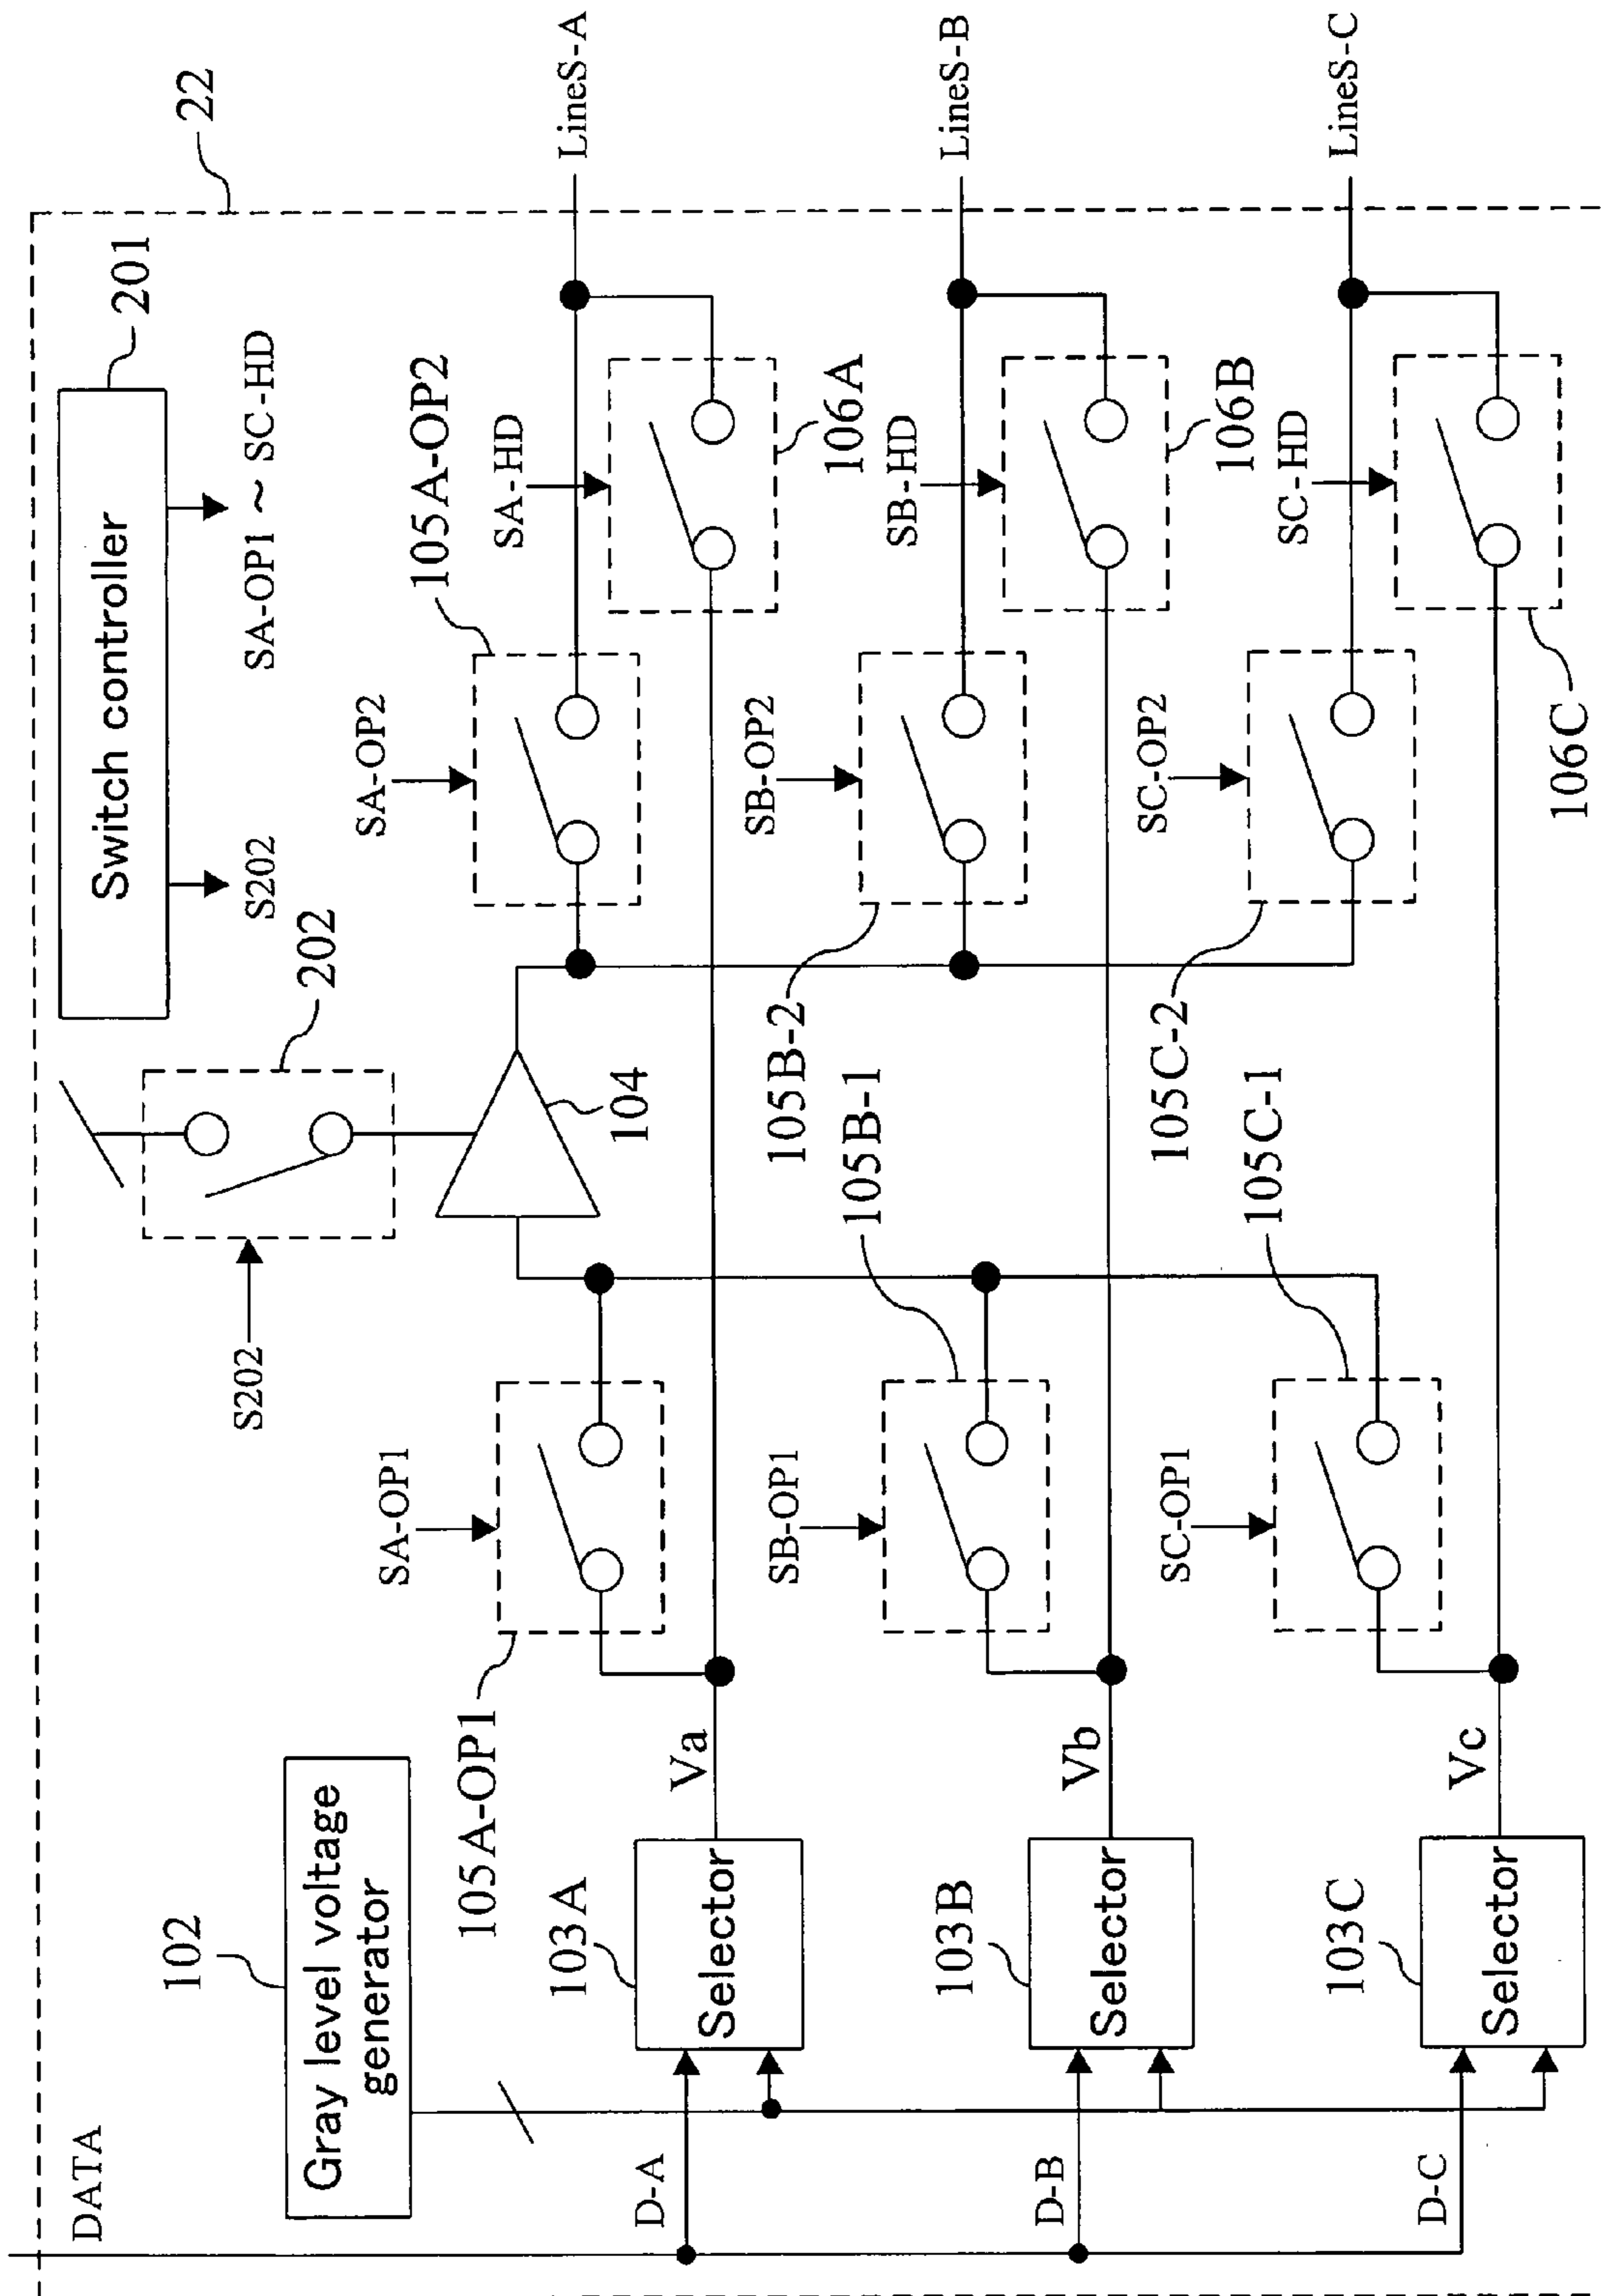 22
DATA
102
Gray level voltage
generator
S202
202
Switch controller
201
S202
SA-OP1 ~ SC-HD
104
105A-OP1
SA-OP1
SA-OP2
105A-OP2
LineS-A
D-A
103A
Selector
Va
SA-HD
106A
SB-OP1
105B-1
105B-2
SB-OP2
LineS-B
D-B
103B
Selector
Vb
SB-HD
106B
SC-OP1
105C-1
105C-2
SC-OP2
LineS-C
D-C
103C
Selector
Vc
SC-HD
106C